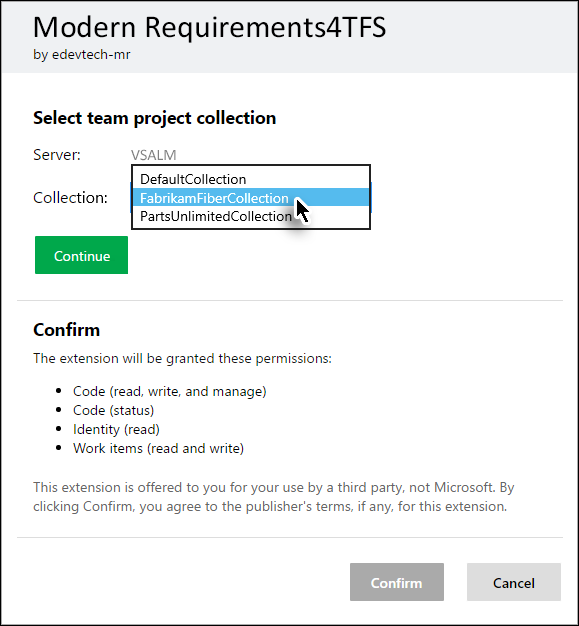 Modern Requirements4TFS
by edevtech-mr
Select team project collection
Server: VSALM
Collection:
DefaultCollection
FabrikamFiberCollection
PartsUnlimitedCollection
Continue
Confirm
The extension will be granted these permissions:
• Code (read, write, and manage)
• Code (status)
• Identity (read)
• Work items (read and write)
This extension is offered to you for your use by a third party, not Microsoft. By
clicking Confirm, you agree to the publisher's terms, if any, for this extension.
Confirm Cancel